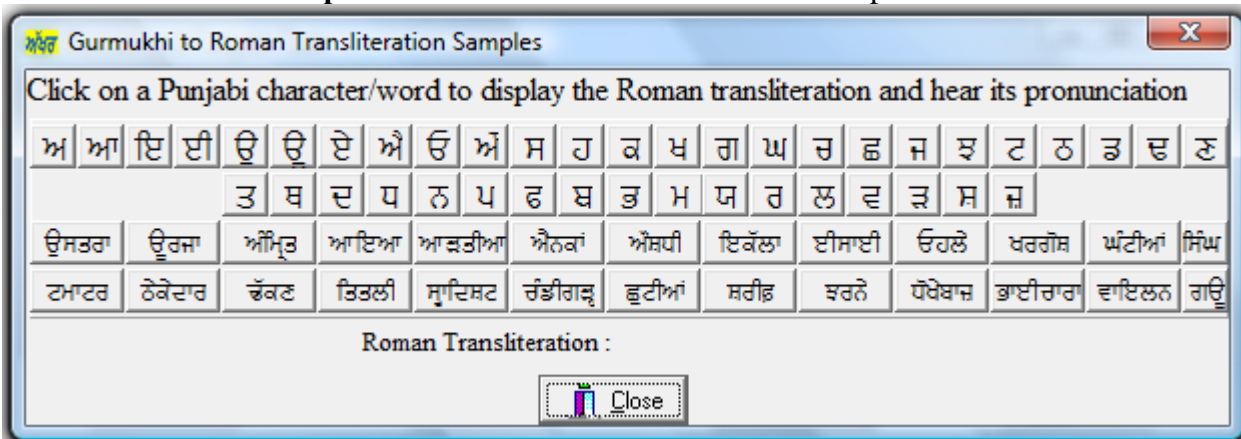 ਅੱਖਰ Gurmukhi to Roman Transliteration Samples
Click on a Punjabi character/word to display the Roman transliteration and hear its pronunciation
ਅ ਆ ਇ ਈ ਉ ਊ ਏ ਐ ਓ ਔ ਸ ਹ ਕ ਖ ਗ ਘ ਚ ਛ ਜ ਝ ਟ ਠ ਡ ਢ ਣ
ਤ ਥ ਦ ਧ ਨ ਪ ਫ ਬ ਭ ਮ ਯ ਰ ਲ ਵ ੜ ਸ਼ ਜ਼
ਉਸਤਰਾ ਊਰਜਾ ਅੰਮ੍ਰਿਤ ਆਇਆ ਆੜਤੀਆ ਐਨਕਾਂ ਔਸ਼ਧੀ ਇਕੱਲਾ ਈਸਾਈ ਓਹਲੇ ਖਰਗੋਸ਼ ਘੰਟੀਆਂ ਸਿੰਘ
ਟਮਾਟਰ ਠੇਕੇਦਾਰ ਢੱਕਣ ਤਿਤਲੀ ਸ੍ਵਾਦਿਸ਼ਟ ਚੰਡੀਗੜ੍ਹ ਛੁਟੀਆਂ ਸ਼ਰੀਫ਼ ਝਰਨੇ ਧੋਖੇਬਾਜ਼ ਭਾਈਚਾਰਾ ਵਾਇਲਨ ਗਊ
Roman Transliteration :
Close